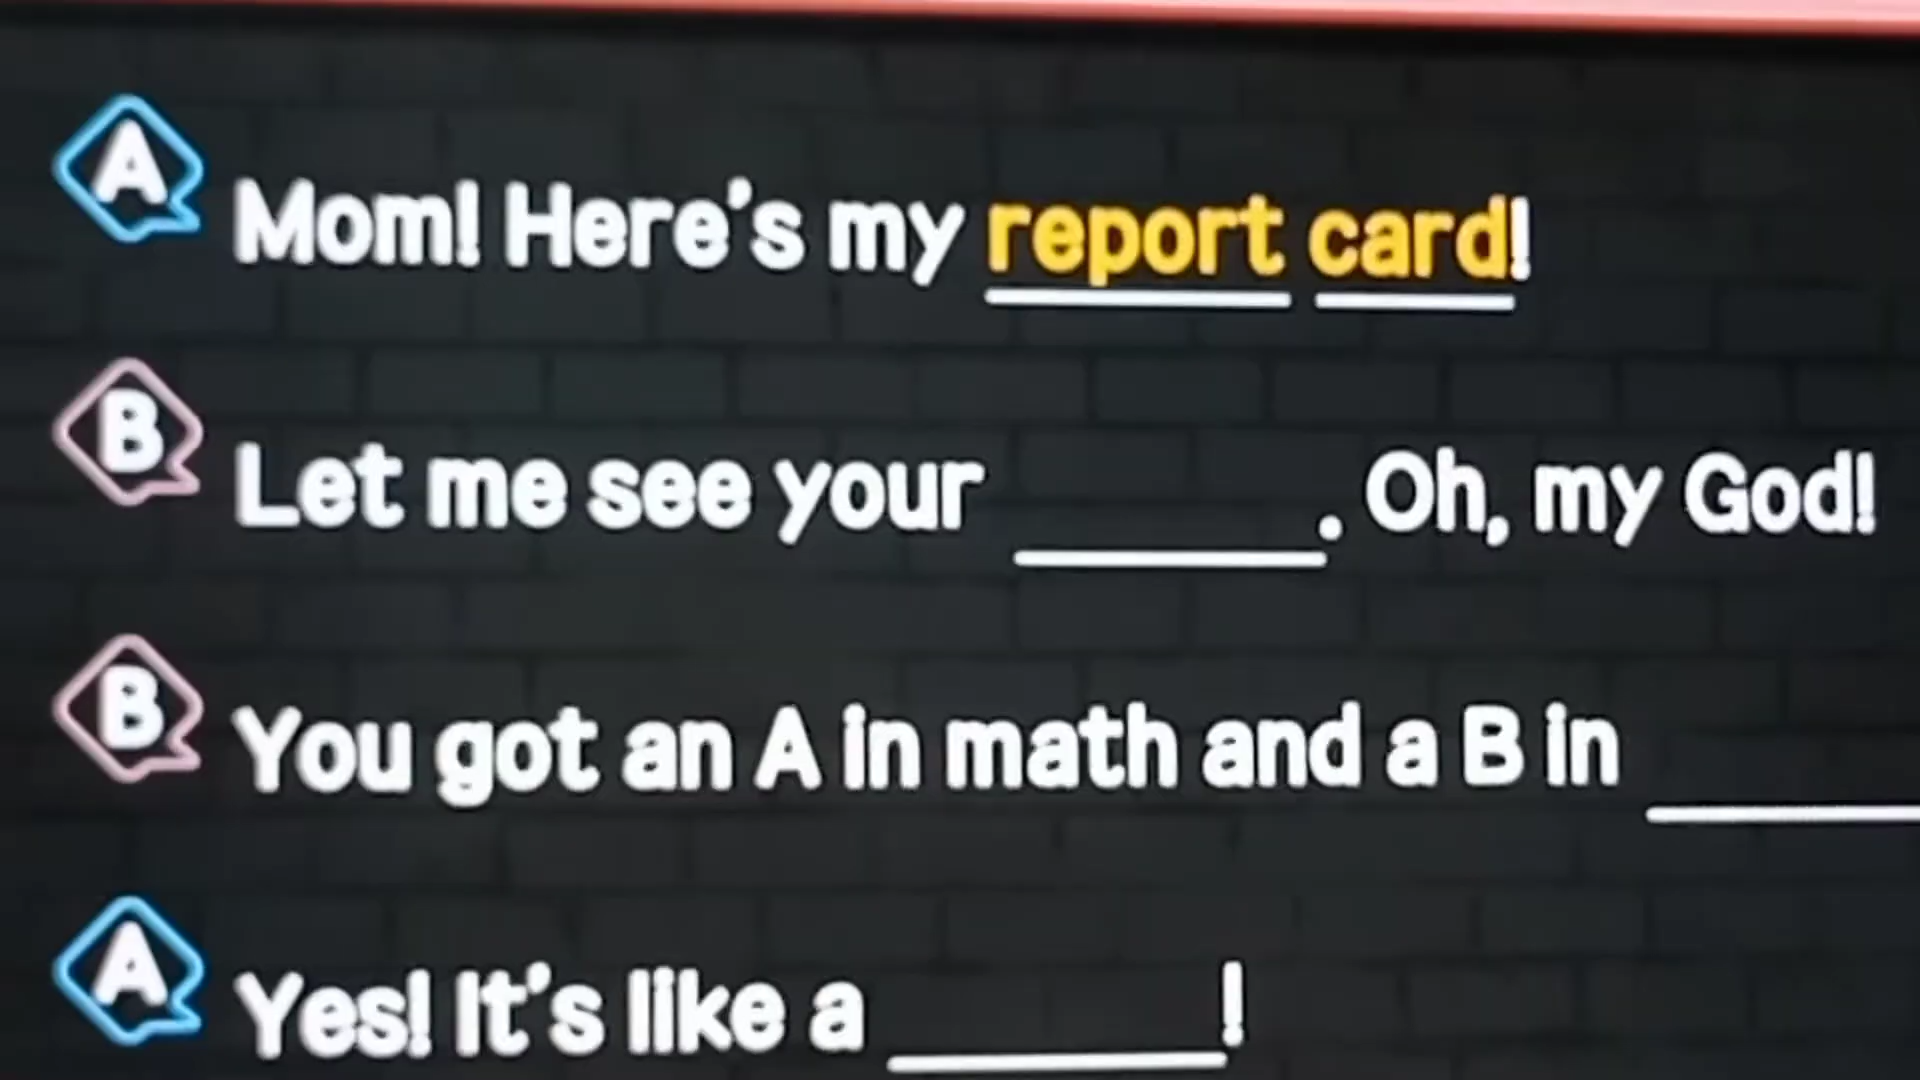 A Mom! Here's my report card!
B Let me see your ______. Oh, my God!
B You got an A in math and a B in ______
A Yes! It's like a ______!